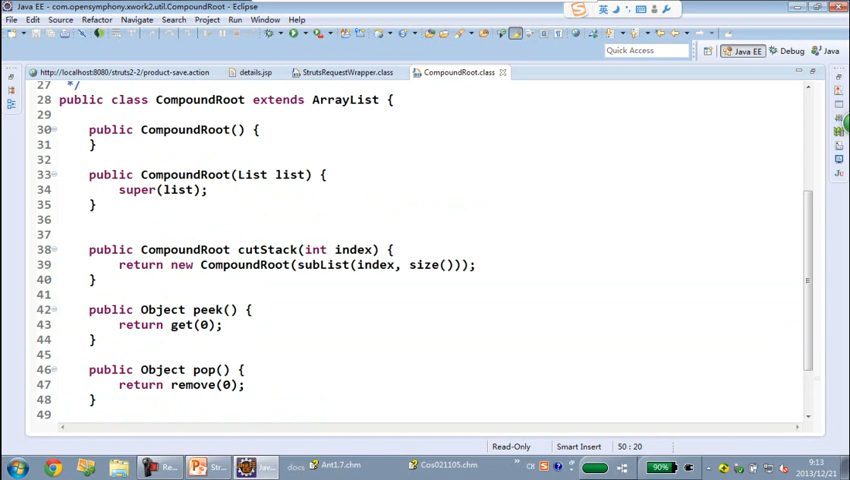 Java EE - com.opensymphony.xwork2.util.CompoundRoot - Eclipse
英
File Edit Source Refactor Navigate Search Project Run Window Help
Quick Access
Java EE
Debug
Java
http://localhost:8080/struts2-2/product-save.action
details.jsp
StrutsRequestWrapper.class
CompoundRoot.class
27 */
28 public class CompoundRoot extends ArrayList {
29
30 public CompoundRoot() {
31 }
32
33 public CompoundRoot(List list) {
34 super(list);
35 }
36
37
38 public CompoundRoot cutStack(int index) {
39 return new CompoundRoot(subList(index, size()));
40 }
41
42 public Object peek() {
43 return get(0);
44 }
45
46 public Object pop() {
47 return remove(0);
48 }
49
Read-Only
Smart Insert
50 : 20
Re...
Str...
Jav...
docs
Ant1.7.chm
Cos021105.chm
»
CH
90%
9:13
2013/12/21